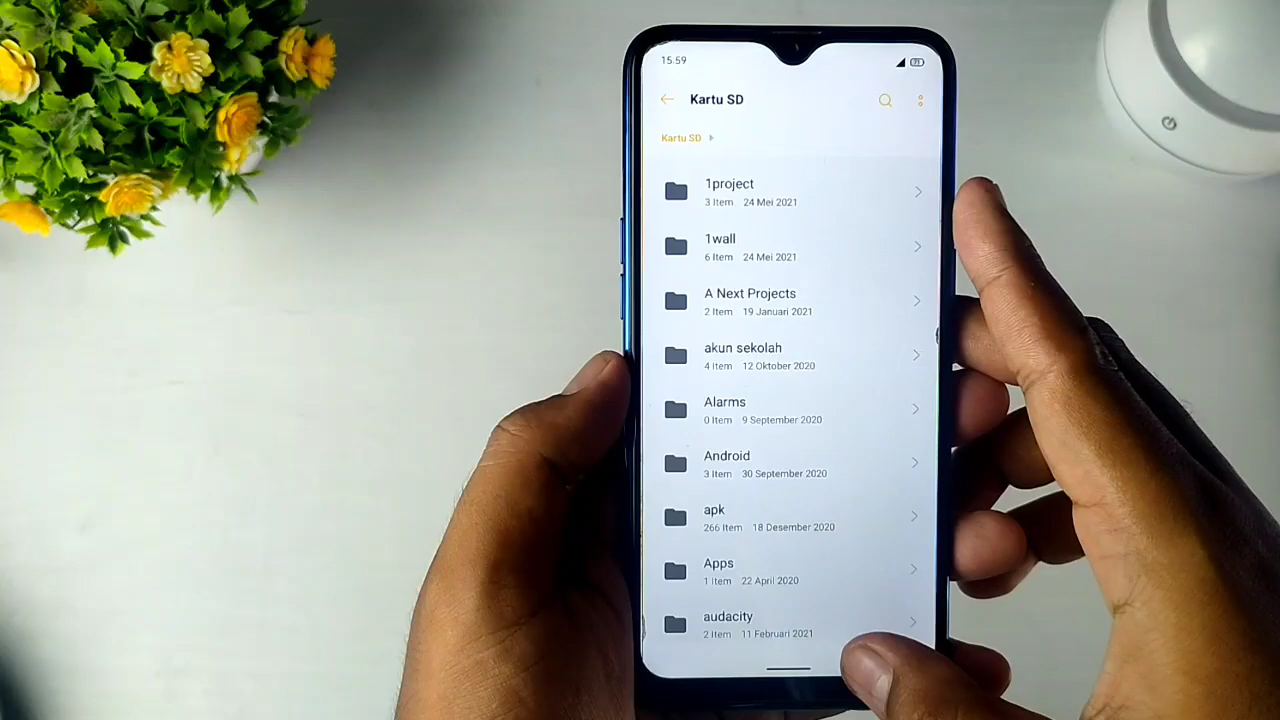 15.59
71
Kartu SD
Kartu SD
1project
3 Item 24 Mei 2021
1wall
6 Item 24 Mei 2021
A Next Projects
2 Item 19 Januari 2021
akun sekolah
4 Item 12 Oktober 2020
Alarms
0 Item 9 September 2020
Android
3 Item 30 September 2020
apk
266 Item 18 Desember 2020
Apps
1 Item 22 April 2020
audacity
2 Item 11 Februari 2021